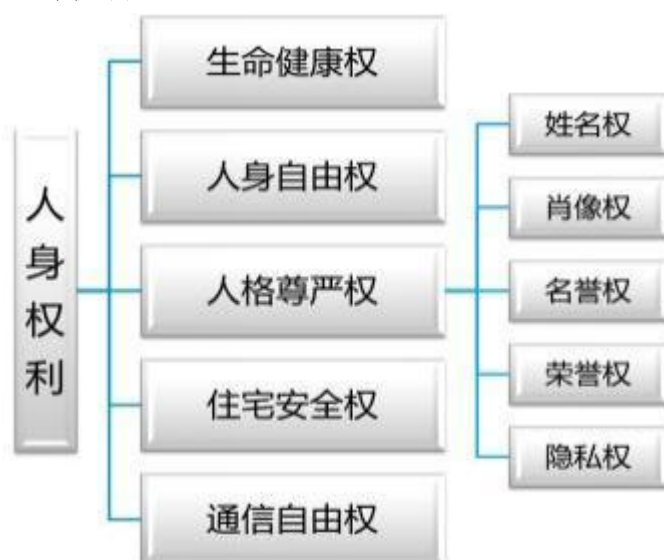 人身权利
生命健康权
人身自由权
人格尊严权
住宅安全权
通信自由权
姓名权
肖像权
名誉权
荣誉权
隐私权